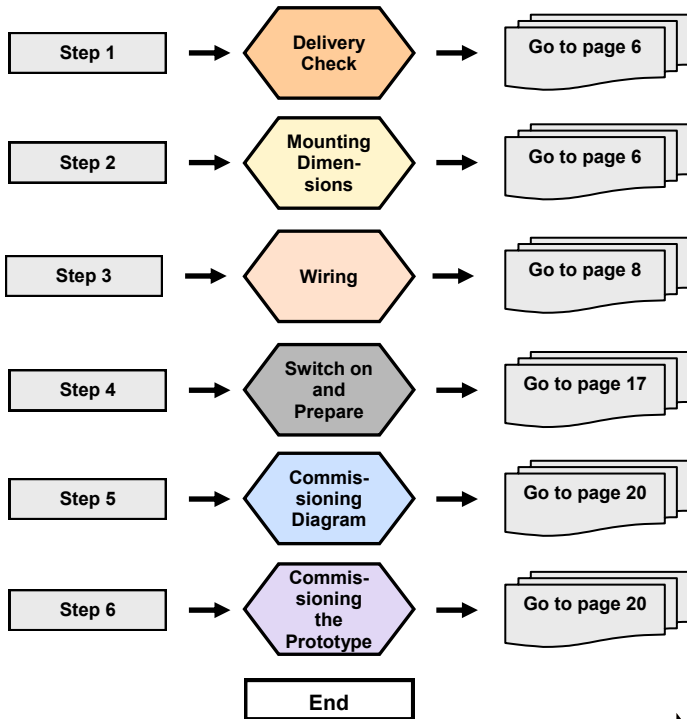 Step 1
Delivery
Check
Go to page 6
Step 2
Mounting
Dimen-
sions
Go to page 6
Step 3
Wiring
Go to page 8
Step 4
Switch on
and
Prepare
Go to page 17
Step 5
Commis-
sioning
Diagram
Go to page 20
Step 6
Commis-
sioning
the
Prototype
Go to page 20
End